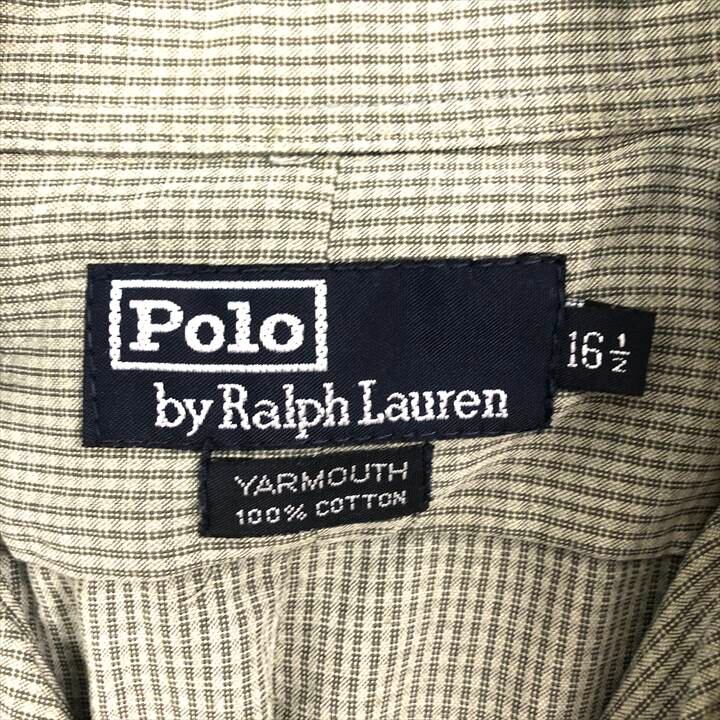 Polo
by Ralph Lauren
16 1/2
YARMOUTH
100% COTTON